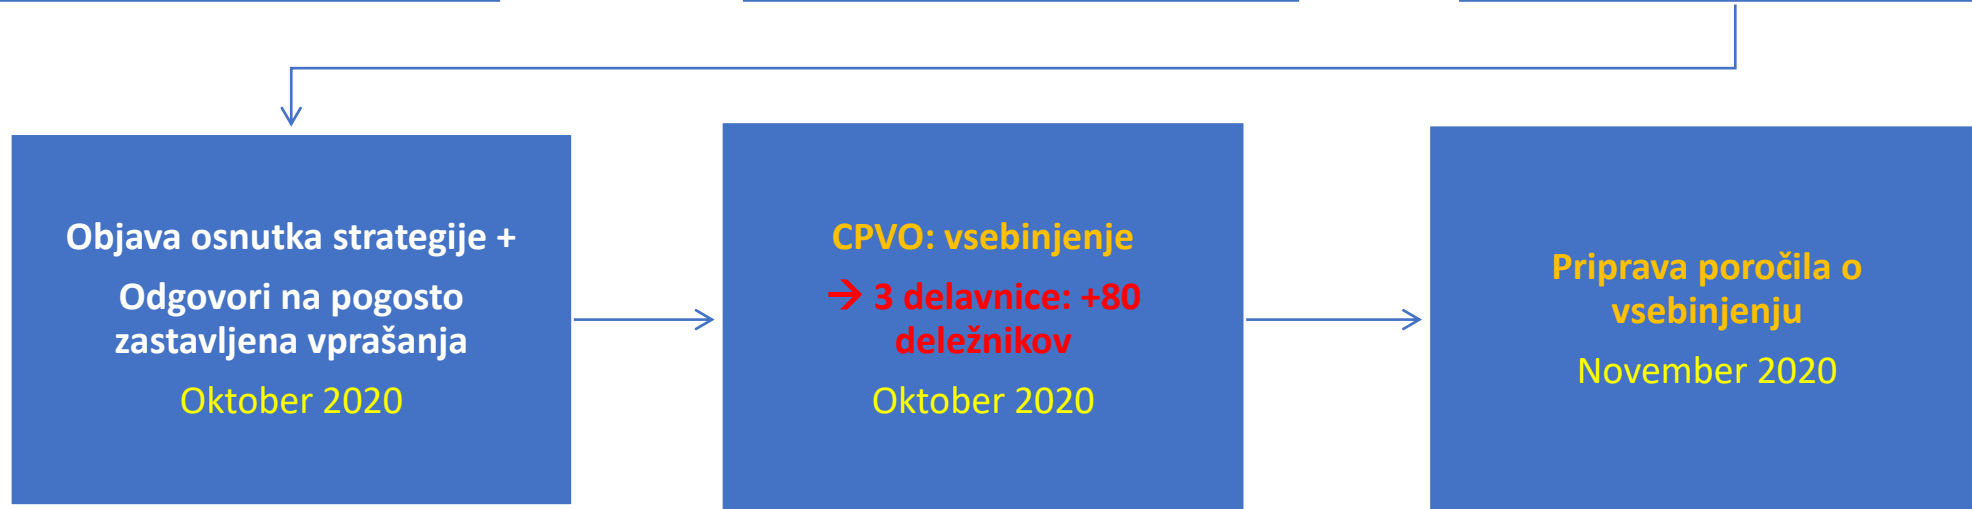 Objava osnutka strategije +
Odgovori na pogosto
zastavljena vprašanja
Oktober 2020
CPVO: vsebinjenje
→ 3 delavnice: +80
deležnikov
Oktober 2020
Priprava poročila o
vsebinjenju
November 2020